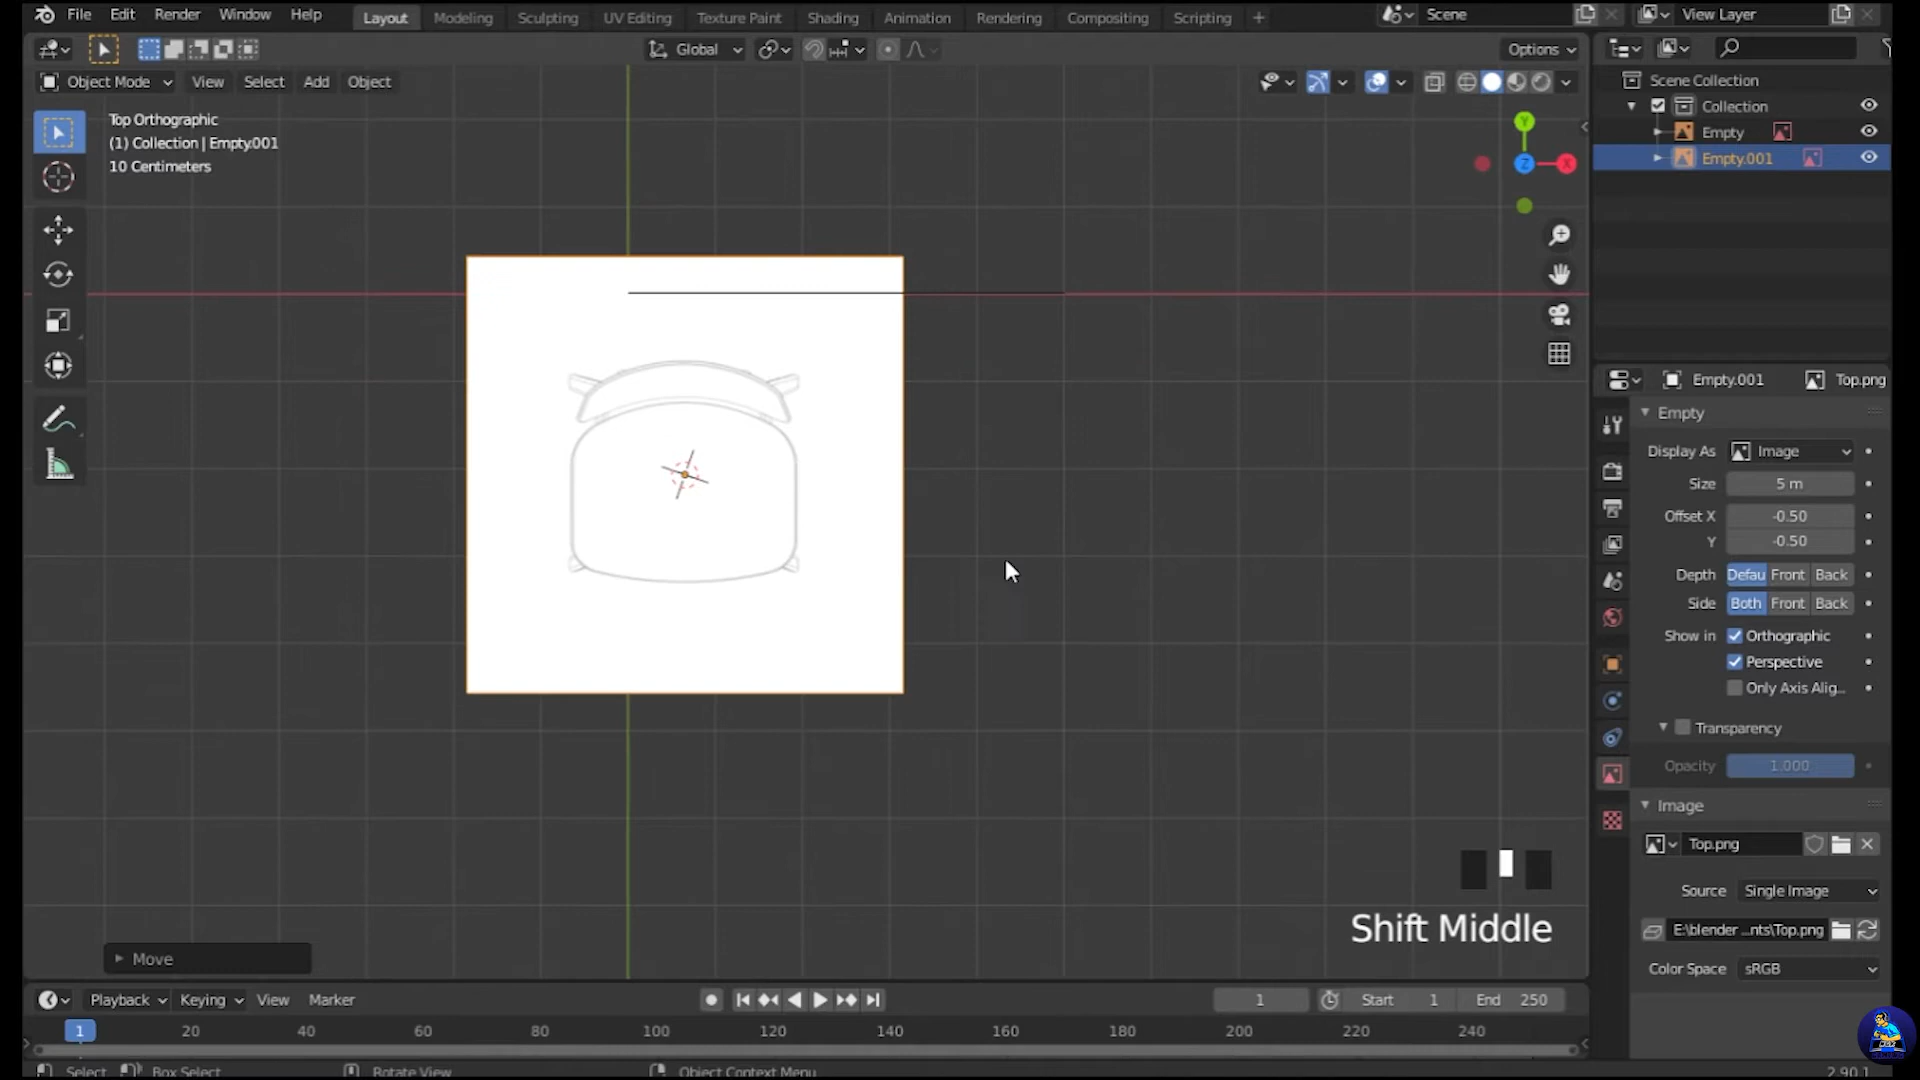 File Edit Render Window Help Layout Modeling Sculpting UV Editing Texture Paint Shading Animation Rendering Compositing Scripting + Scene View Layer
Global Options
Object Mode View Select Add Object
Scene Collection
Collection
Empty
Empty.001
Top Orthographic
(1) Collection | Empty.001
10 Centimeters
Y
Z
X
Empty.001 Top.png
Empty
Display As Image
Size 5 m
Offset X -0.50
Y -0.50
Depth Defau Front Back
Side Both Front Back
Show in Orthographic
Perspective
Only Axis Alig...
Transparency
Opacity 1.000
Image
Top.png
Source Single Image
E:\blender ...nts\Top.png
Color Space sRGB
Shift Middle
Move
Playback Keying View Marker 1 Start 1 End 250
1 20 40 60 80 100 120 140 160 180 200 220 240
Select Box Select Rotate View Object Context Menu 2.90.1